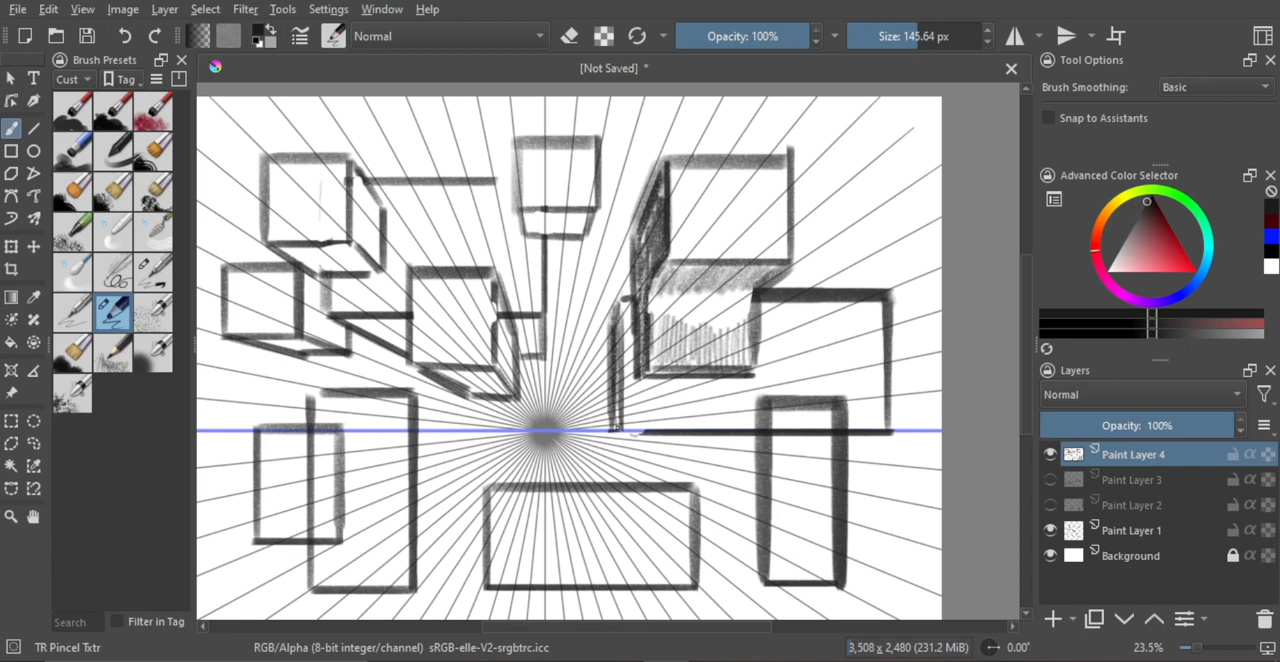 File Edit View Image Layer Select Filter Tools Settings Window Help
Normal
Opacity: 100%
Size: 145.64 px
Brush Presets
[Not Saved] *
Tool Options
Cust
Tag
Brush Smoothing:
Basic
Snap to Assistants
Advanced Color Selector
Layers
Normal
Opacity: 100%
Paint Layer 4
Paint Layer 3
Paint Layer 2
Paint Layer 1
Background
Search
Filter in Tag
TR Pincel Txtr
RGB/Alpha (8-bit integer/channel) sRGB-elle-V2-srgbtrc.icc
3,508 x 2,480 (231.2 MiB)
0.00°
23.5%